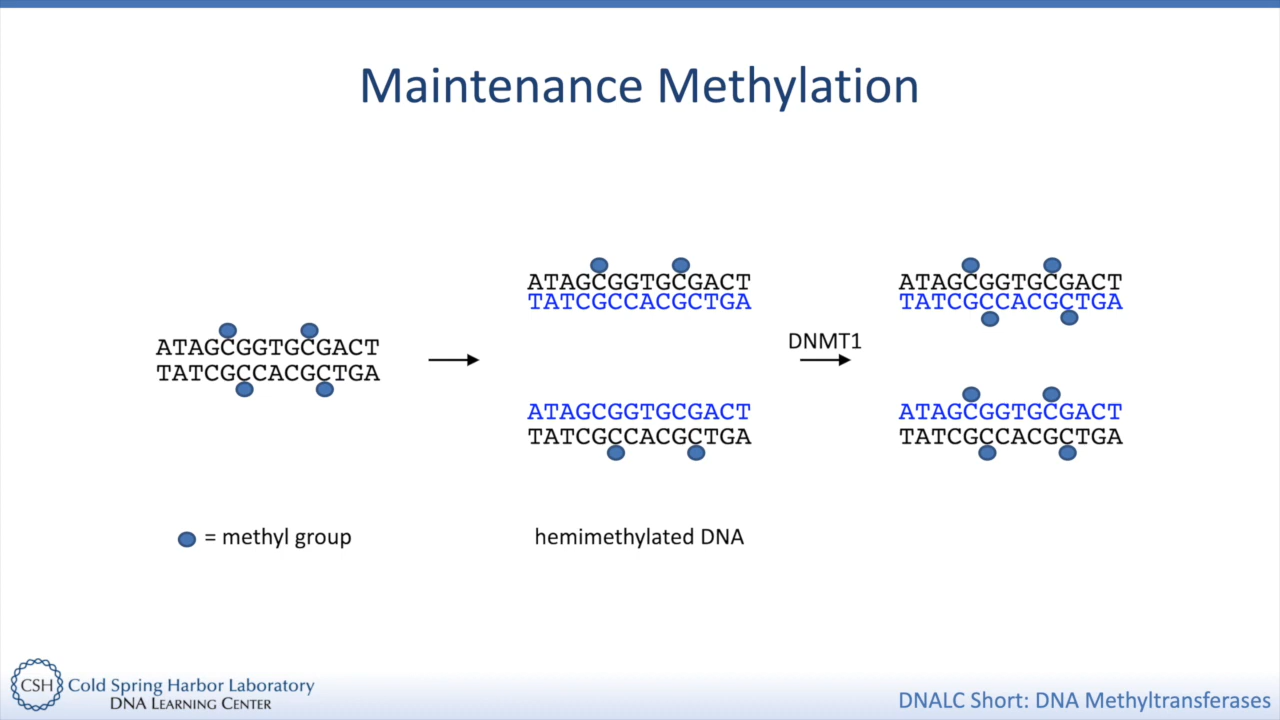 Maintenance Methylation
ATAGCGGTGCGACT
TATCGCCACGCTGA
ATAGCGGTGCGACT
TATCGCCACGCTGA
ATAGCGGTGCGACT
TATCGCCACGCTGA
DNMT1
ATAGCGGTGCGACT
TATCGCCACGCTGA
ATAGCGGTGCGACT
TATCGCCACGCTGA
= methyl group
hemimethylated DNA
CSH
Cold Spring Harbor Laboratory
DNA LEARNING CENTER
DNALC Short: DNA Methyltransferases